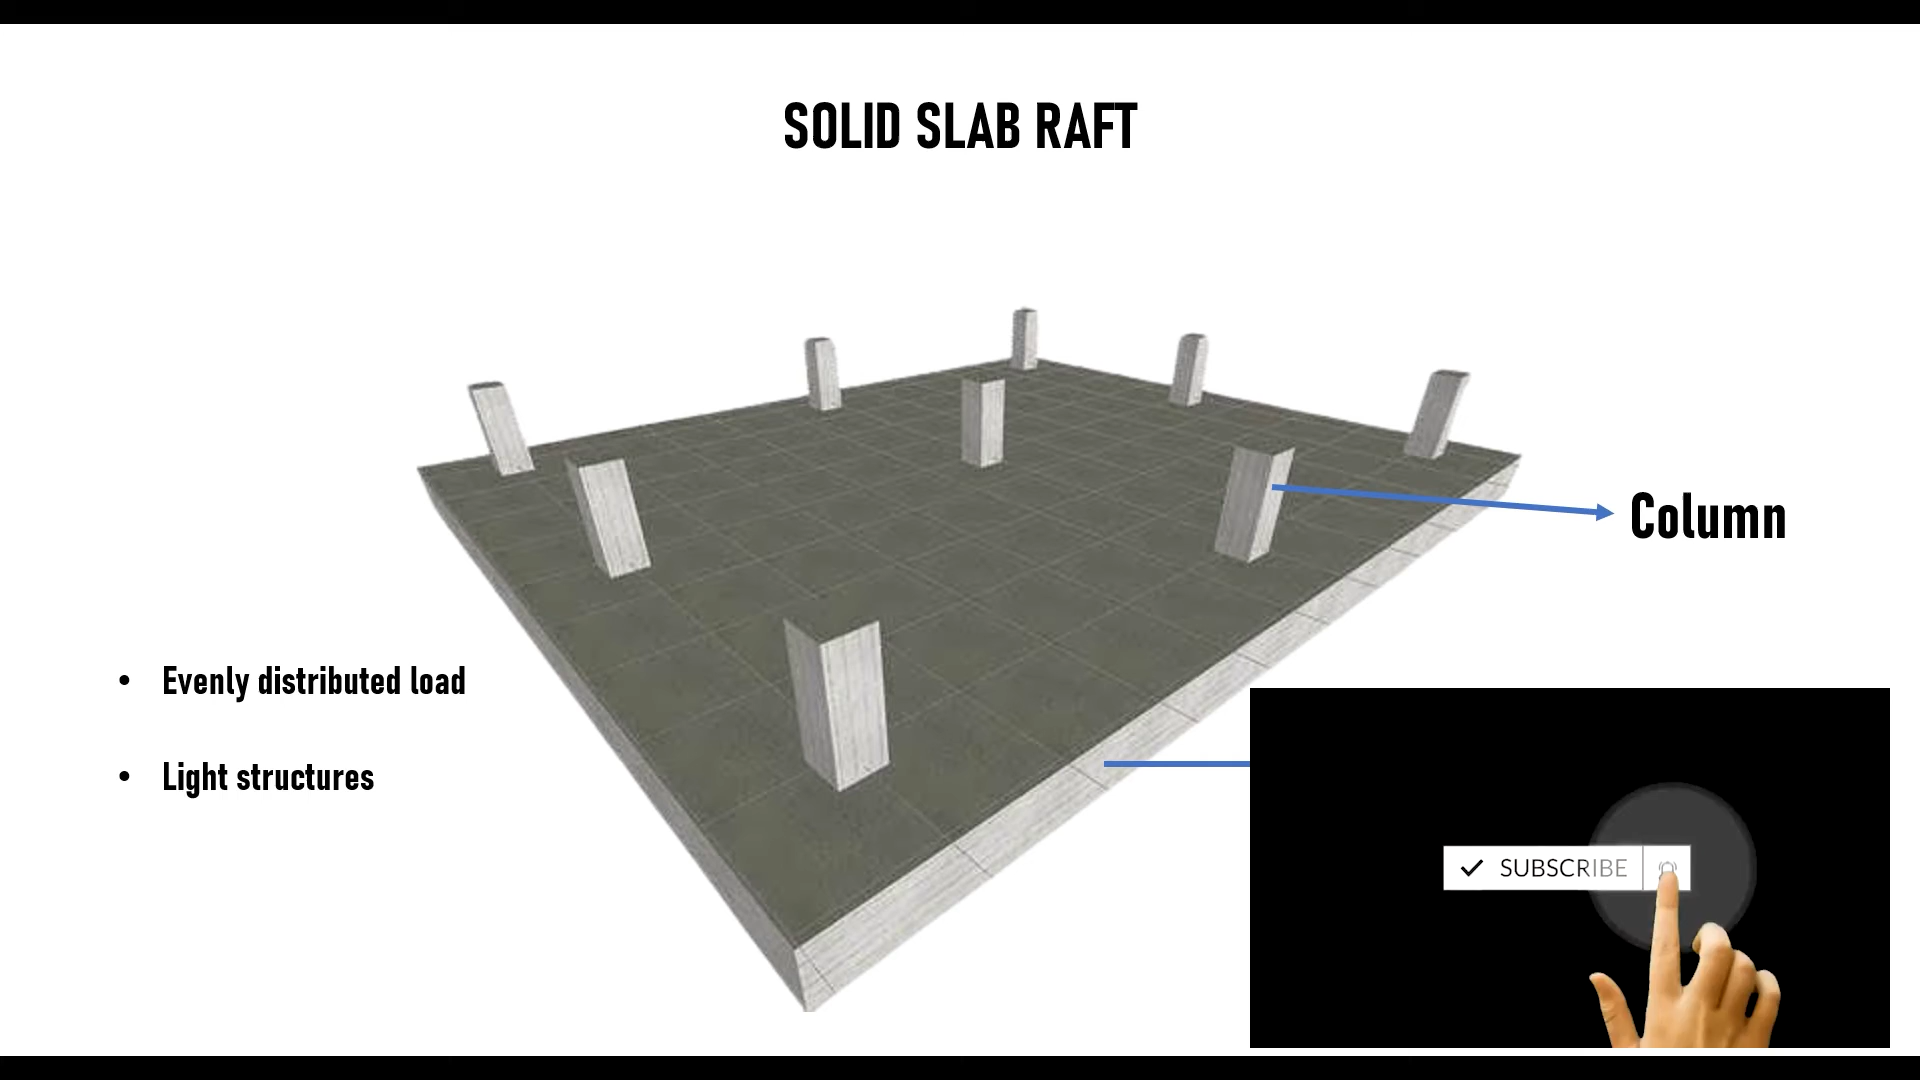 SOLID SLAB RAFT
Column
• Evenly distributed load
• Light structures
SUBSCRIBE